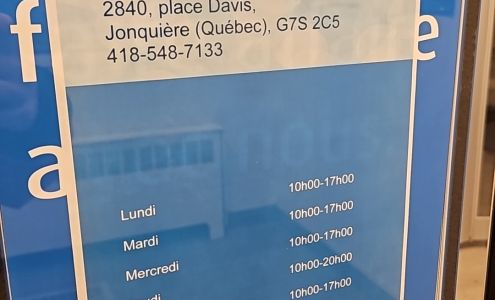 f
2840, place Davis,
Jonquière (Québec), G7S 2C5
418-548-7133
e
a
Lundi 10h00-17h00
Mardi 10h00-17h00
Mercredi 10h00-17h00
10h00-20h00
10h00-17h00